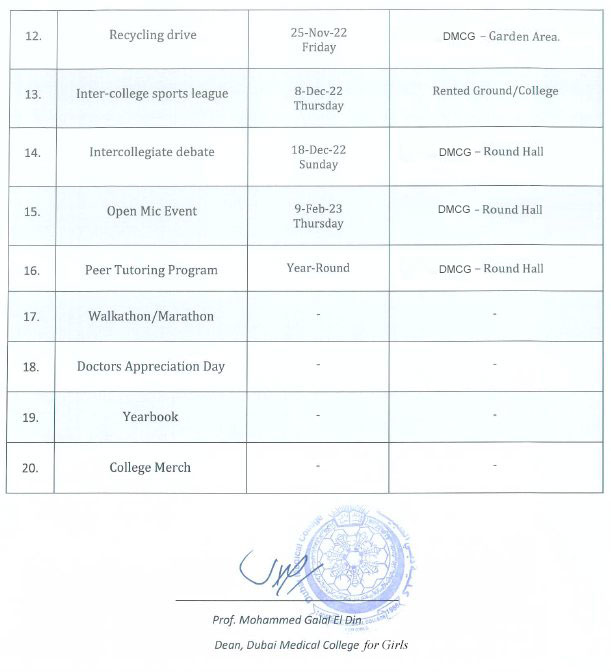 12. Recycling drive 25-Nov-22 DMCG – Garden Area.
Friday
13. Inter-college sports league 8-Dec-22 Rented Ground/College
Thursday
14. Intercollegiate debate 18-Dec-22 DMCG – Round Hall
Sunday
15. Open Mic Event 9-Feb-23 DMCG – Round Hall
Thursday
16. Peer Tutoring Program Year-Round DMCG – Round Hall
17. Walkathon/Marathon - -
18. Doctors Appreciation Day - -
19. Yearbook - -
20. College Merch - -
Prof. Mohammed Galal El Din
Dean, Dubai Medical College for Girls